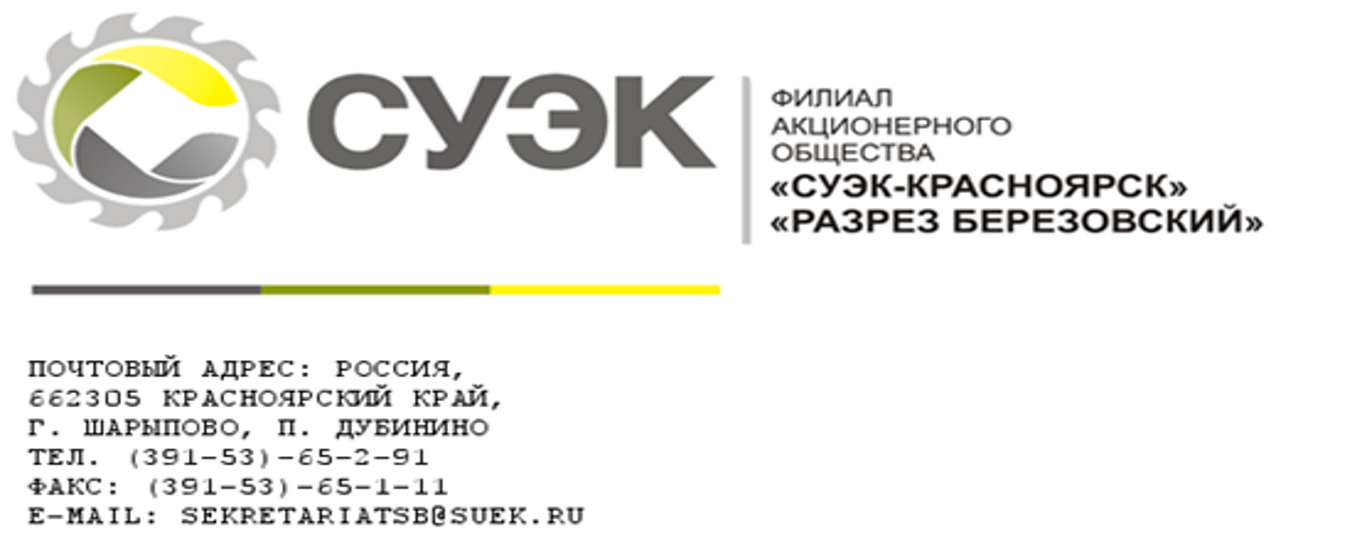 СУЭК
ФИЛИАЛ
АКЦИОНЕРНОГО
ОБЩЕСТВА
«СУЭК-КРАСНОЯРСК»
«РАЗРЕЗ БЕРЕЗОВСКИЙ»
ПОЧТОВЫЙ АДРЕС: РОССИЯ,
662305 КРАСНОЯРСКИЙ КРАЙ,
Г. ШАРЫПОВО, П. ДУБИНИНО
ТЕЛ. (391-53)-65-2-91
ФАКС: (391-53)-65-1-11
E-MAIL: SEKRETARIATSB@SUEK.RU